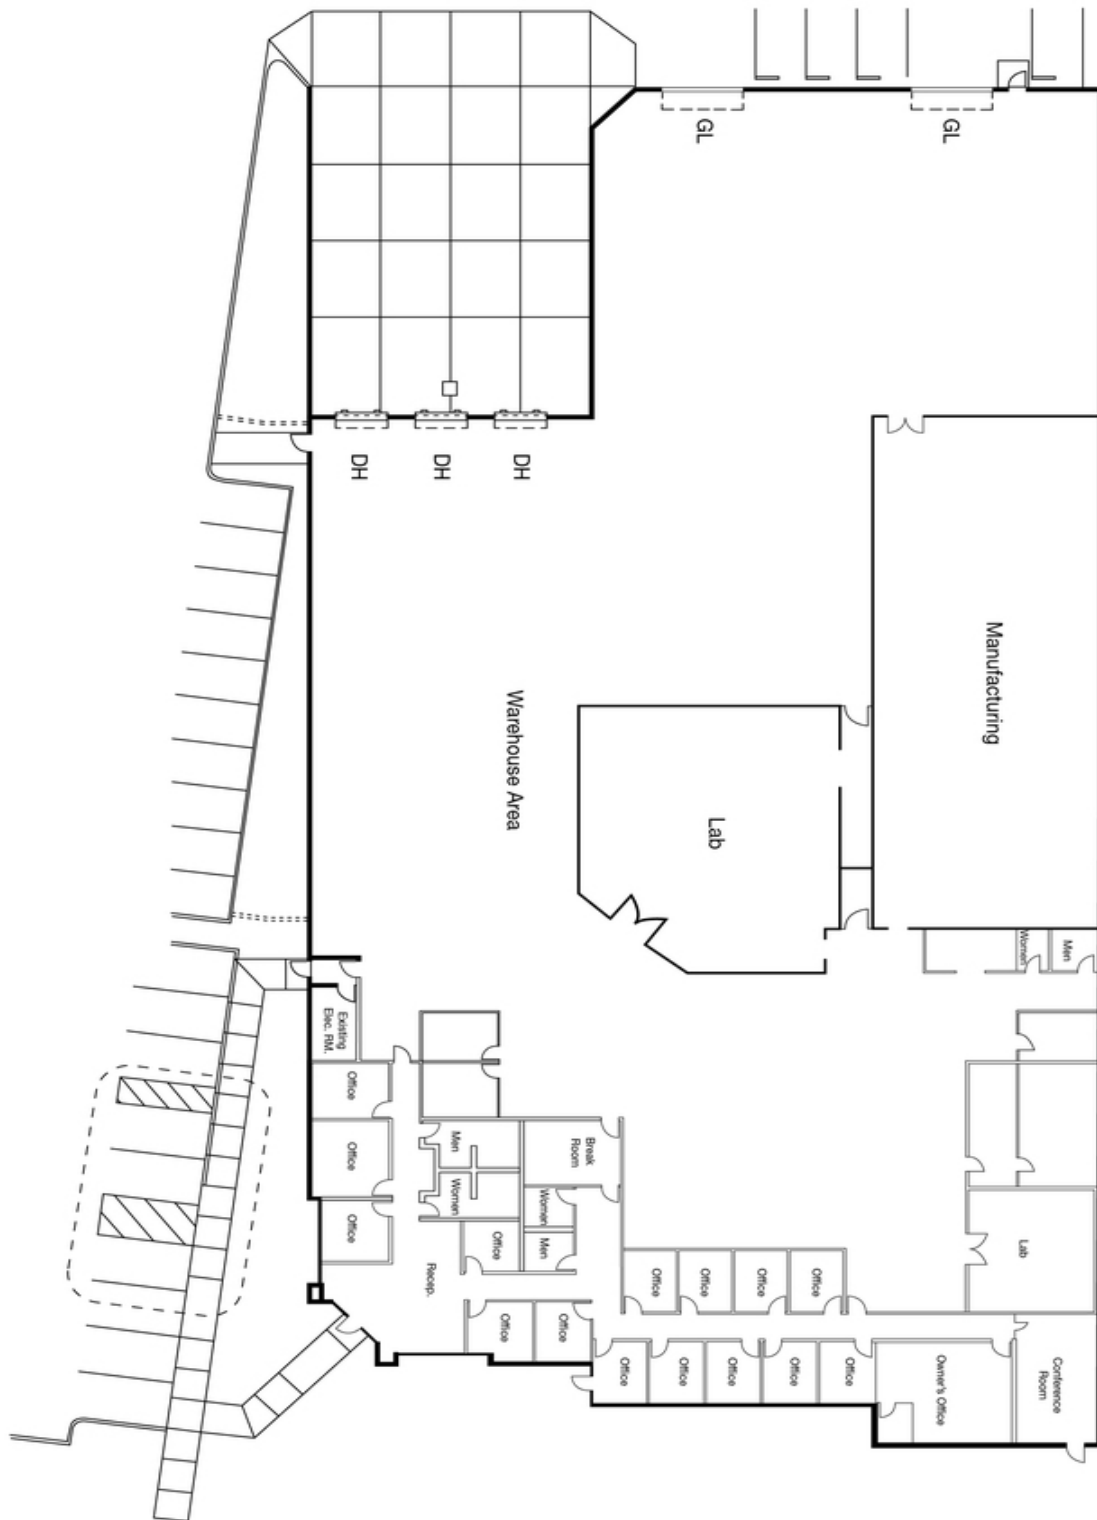 GL
GL
DH
DH
DH
Manufacturing
Warehouse Area
Lab
Women
Men
Existing
Elec. RM.
Office
Office
Office
Men
Women
Break
Room
Women
Men
Office
Recep.
Office
Office
Office
Office
Office
Office
Lab
Office
Office
Office
Office
Office
Owner's Office
Conference
Room